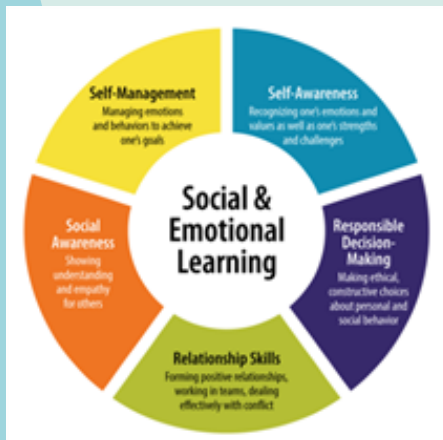 Self-Management
Managing emotions
and behaviors to achieve
one's goals
Self-Awareness
Recognizing one's emotions and
values as well as one's strengths
and challenges
Social
Awareness
Showing
understanding
and empathy
for others
Social &
Emotional
Learning
Responsible
Decision-
Making
Making ethical,
constructive choices
about personal and
social behavior
Relationship Skills
Forming positive relationships,
working in teams, dealing
effectively with conflict